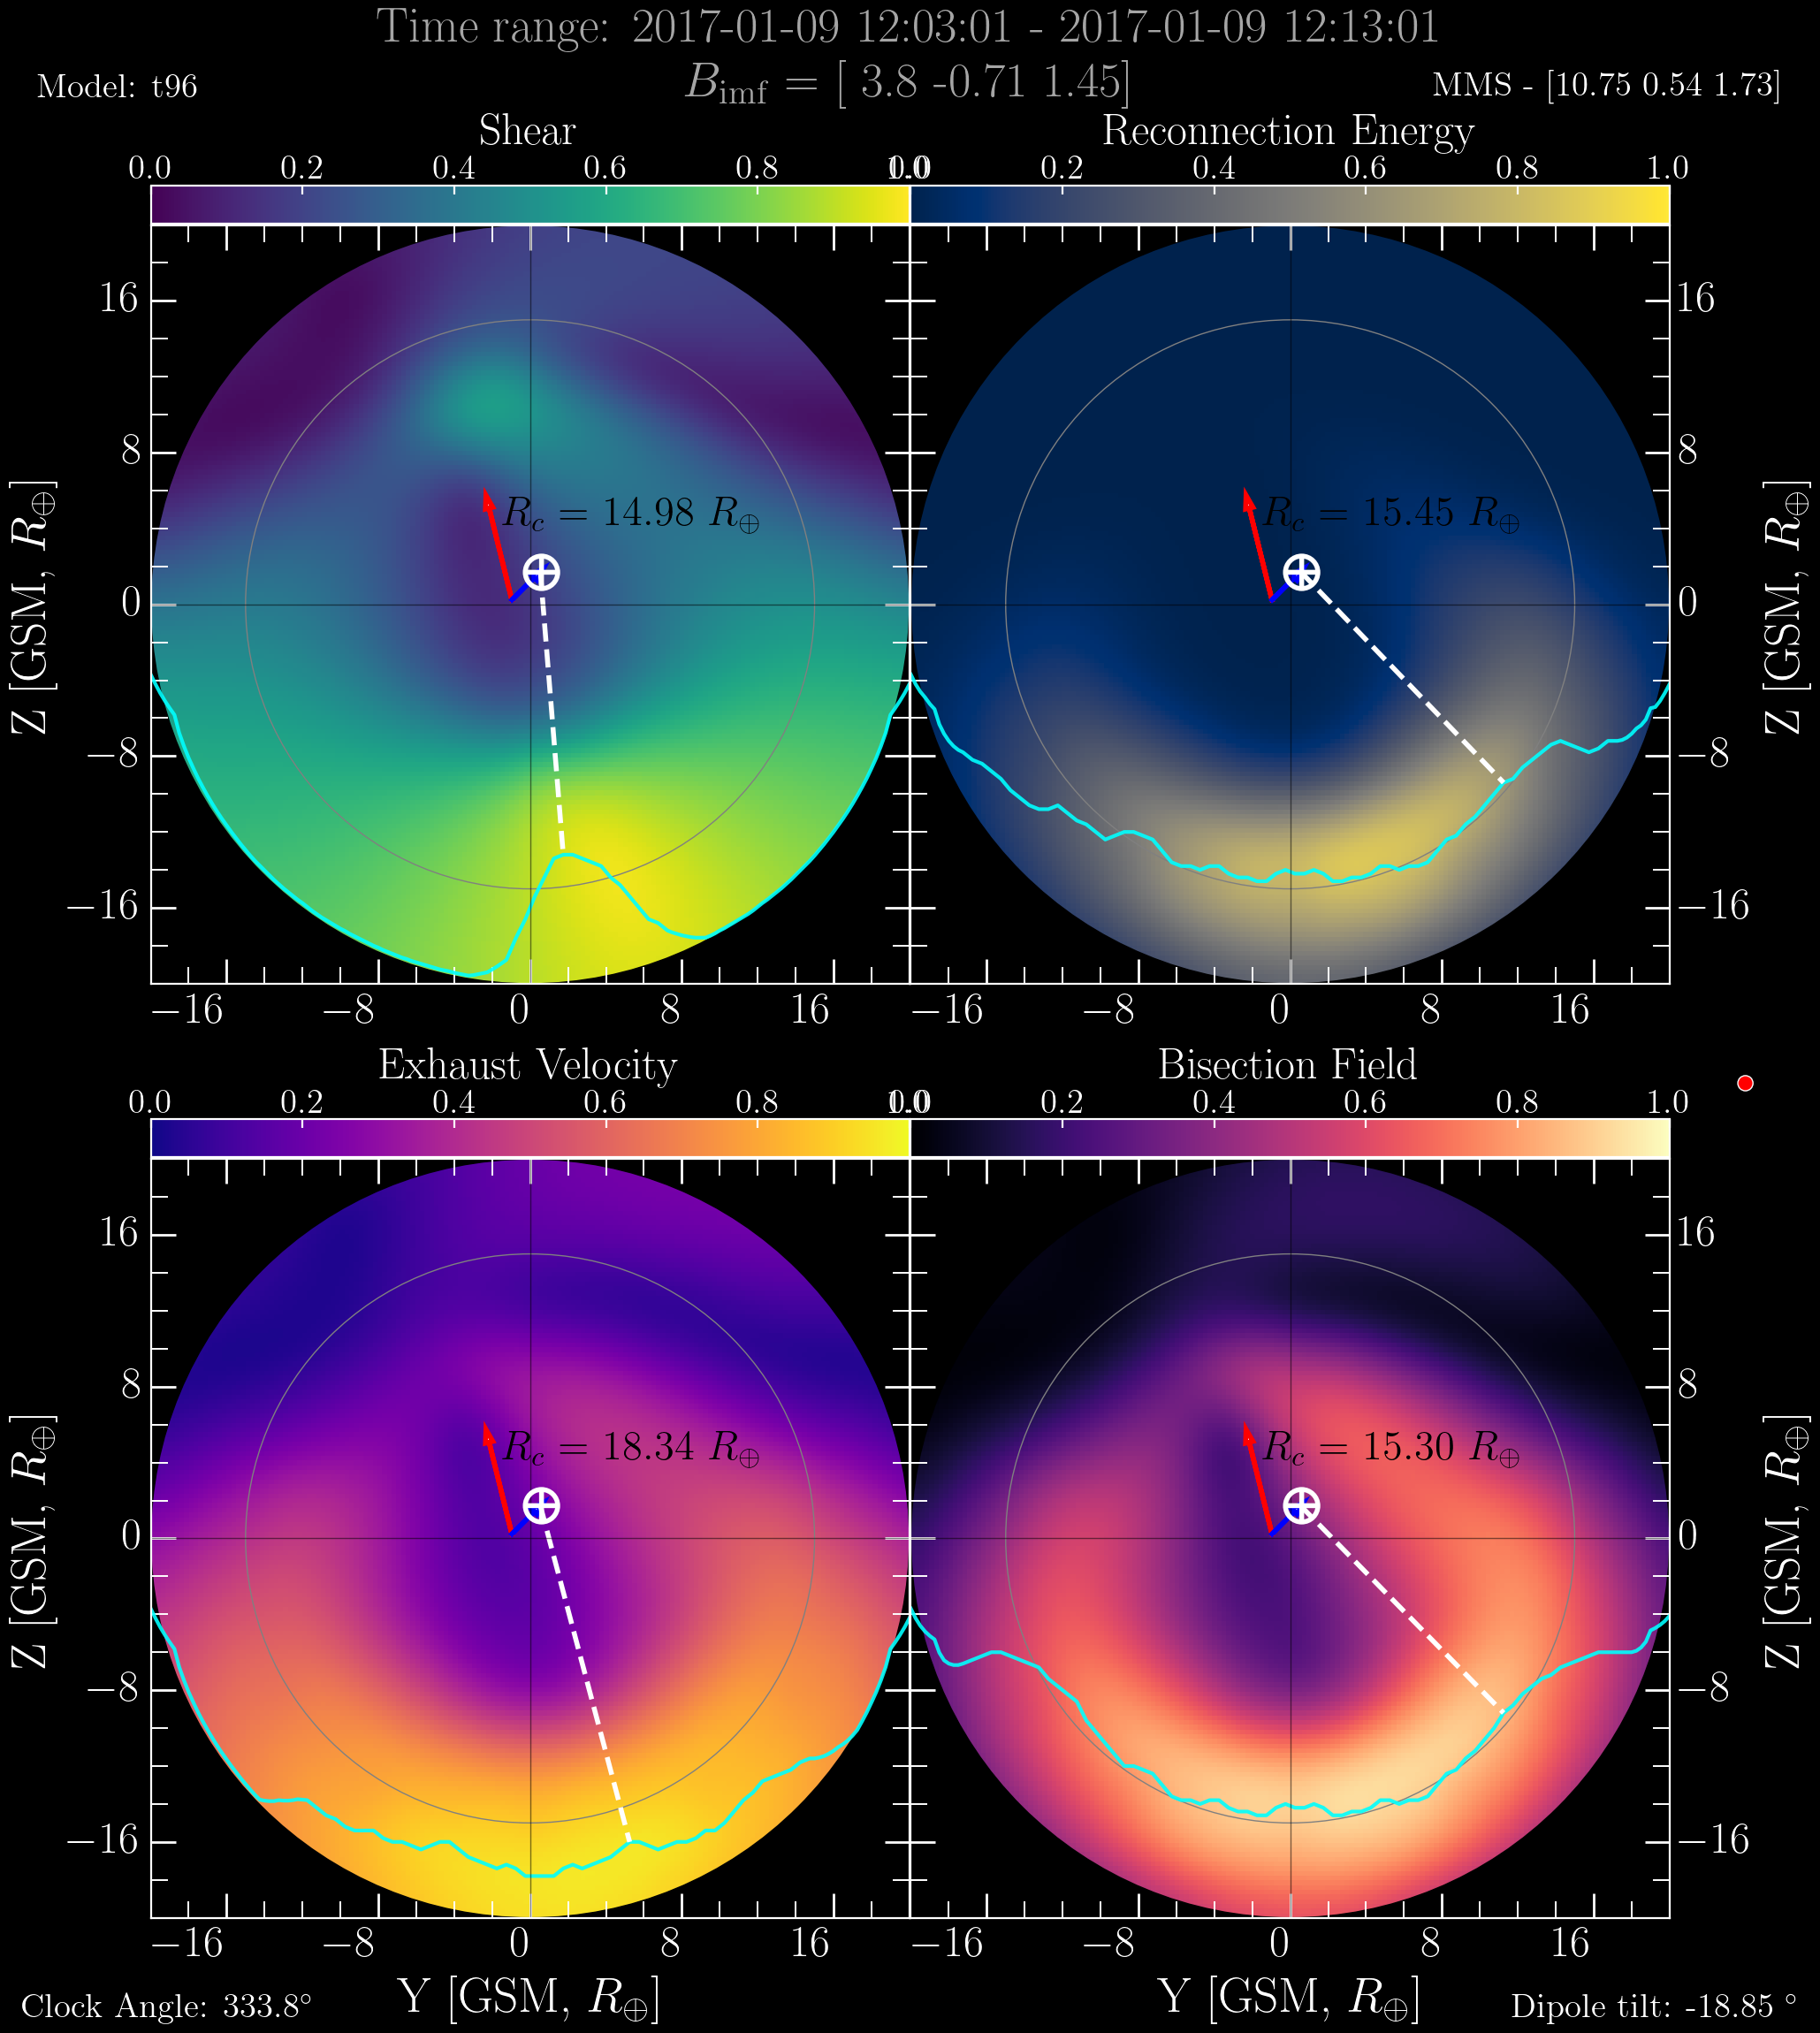 Time range: 2017-01-09 12:03:01 - 2017-01-09 12:13:01
Model: t96
B_imf = [ 3.8 -0.71 1.45]
MMS - [10.75 0.54 1.73]
Shear
Reconnection Energy
0.0 0.2 0.4 0.6 0.8 1.0
0.0 0.2 0.4 0.6 0.8 1.0
16
8
0
−8
−16
Z [GSM, R⊕]
R_c = 14.98 R⊕
R_c = 15.45 R⊕
16
8
0
−8
−16
Z [GSM, R⊕]
−16 −8 0 8 16
−16 −8 0 8 16
Exhaust Velocity
Bisection Field
0.0 0.2 0.4 0.6 0.8 1.0
0.0 0.2 0.4 0.6 0.8 1.0
16
8
0
−8
−16
Z [GSM, R⊕]
R_c = 18.34 R⊕
R_c = 15.30 R⊕
16
8
0
−8
−16
Z [GSM, R⊕]
−16 −8 0 8 16
−16 −8 0 8 16
Y [GSM, R⊕]
Y [GSM, R⊕]
Clock Angle: 333.8°
Dipole tilt: -18.85 °